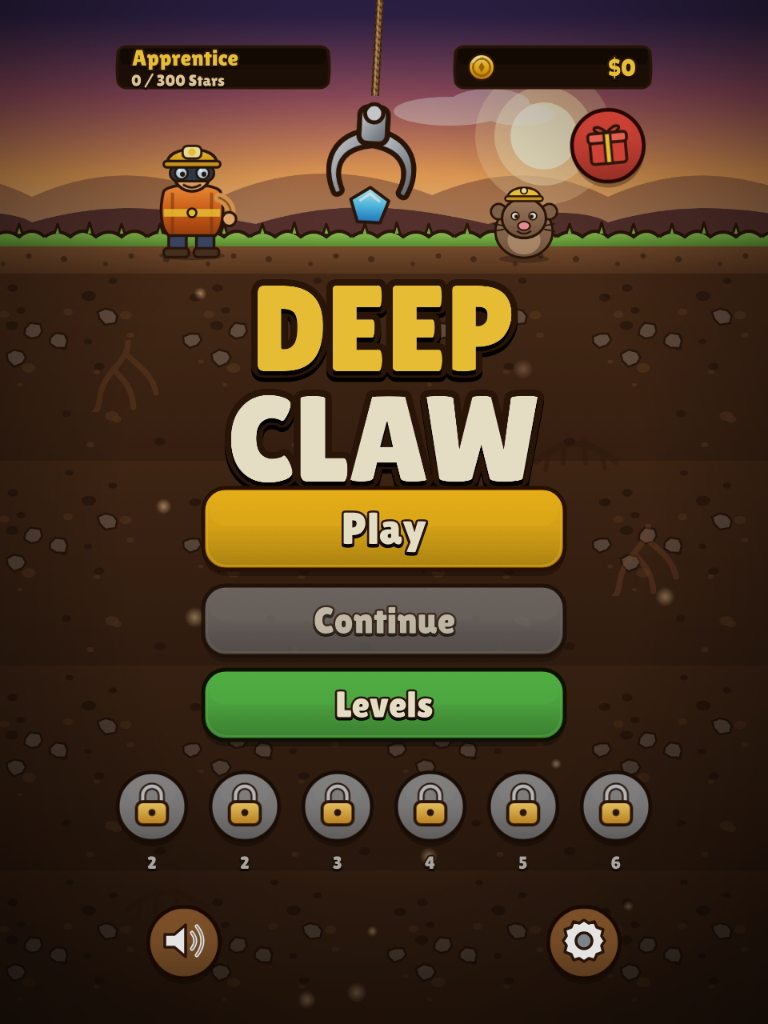 Apprentice
0 / 300 Stars
$0
DEEP
CLAW
Play
Continue
Levels
2 2 3 4 5 6